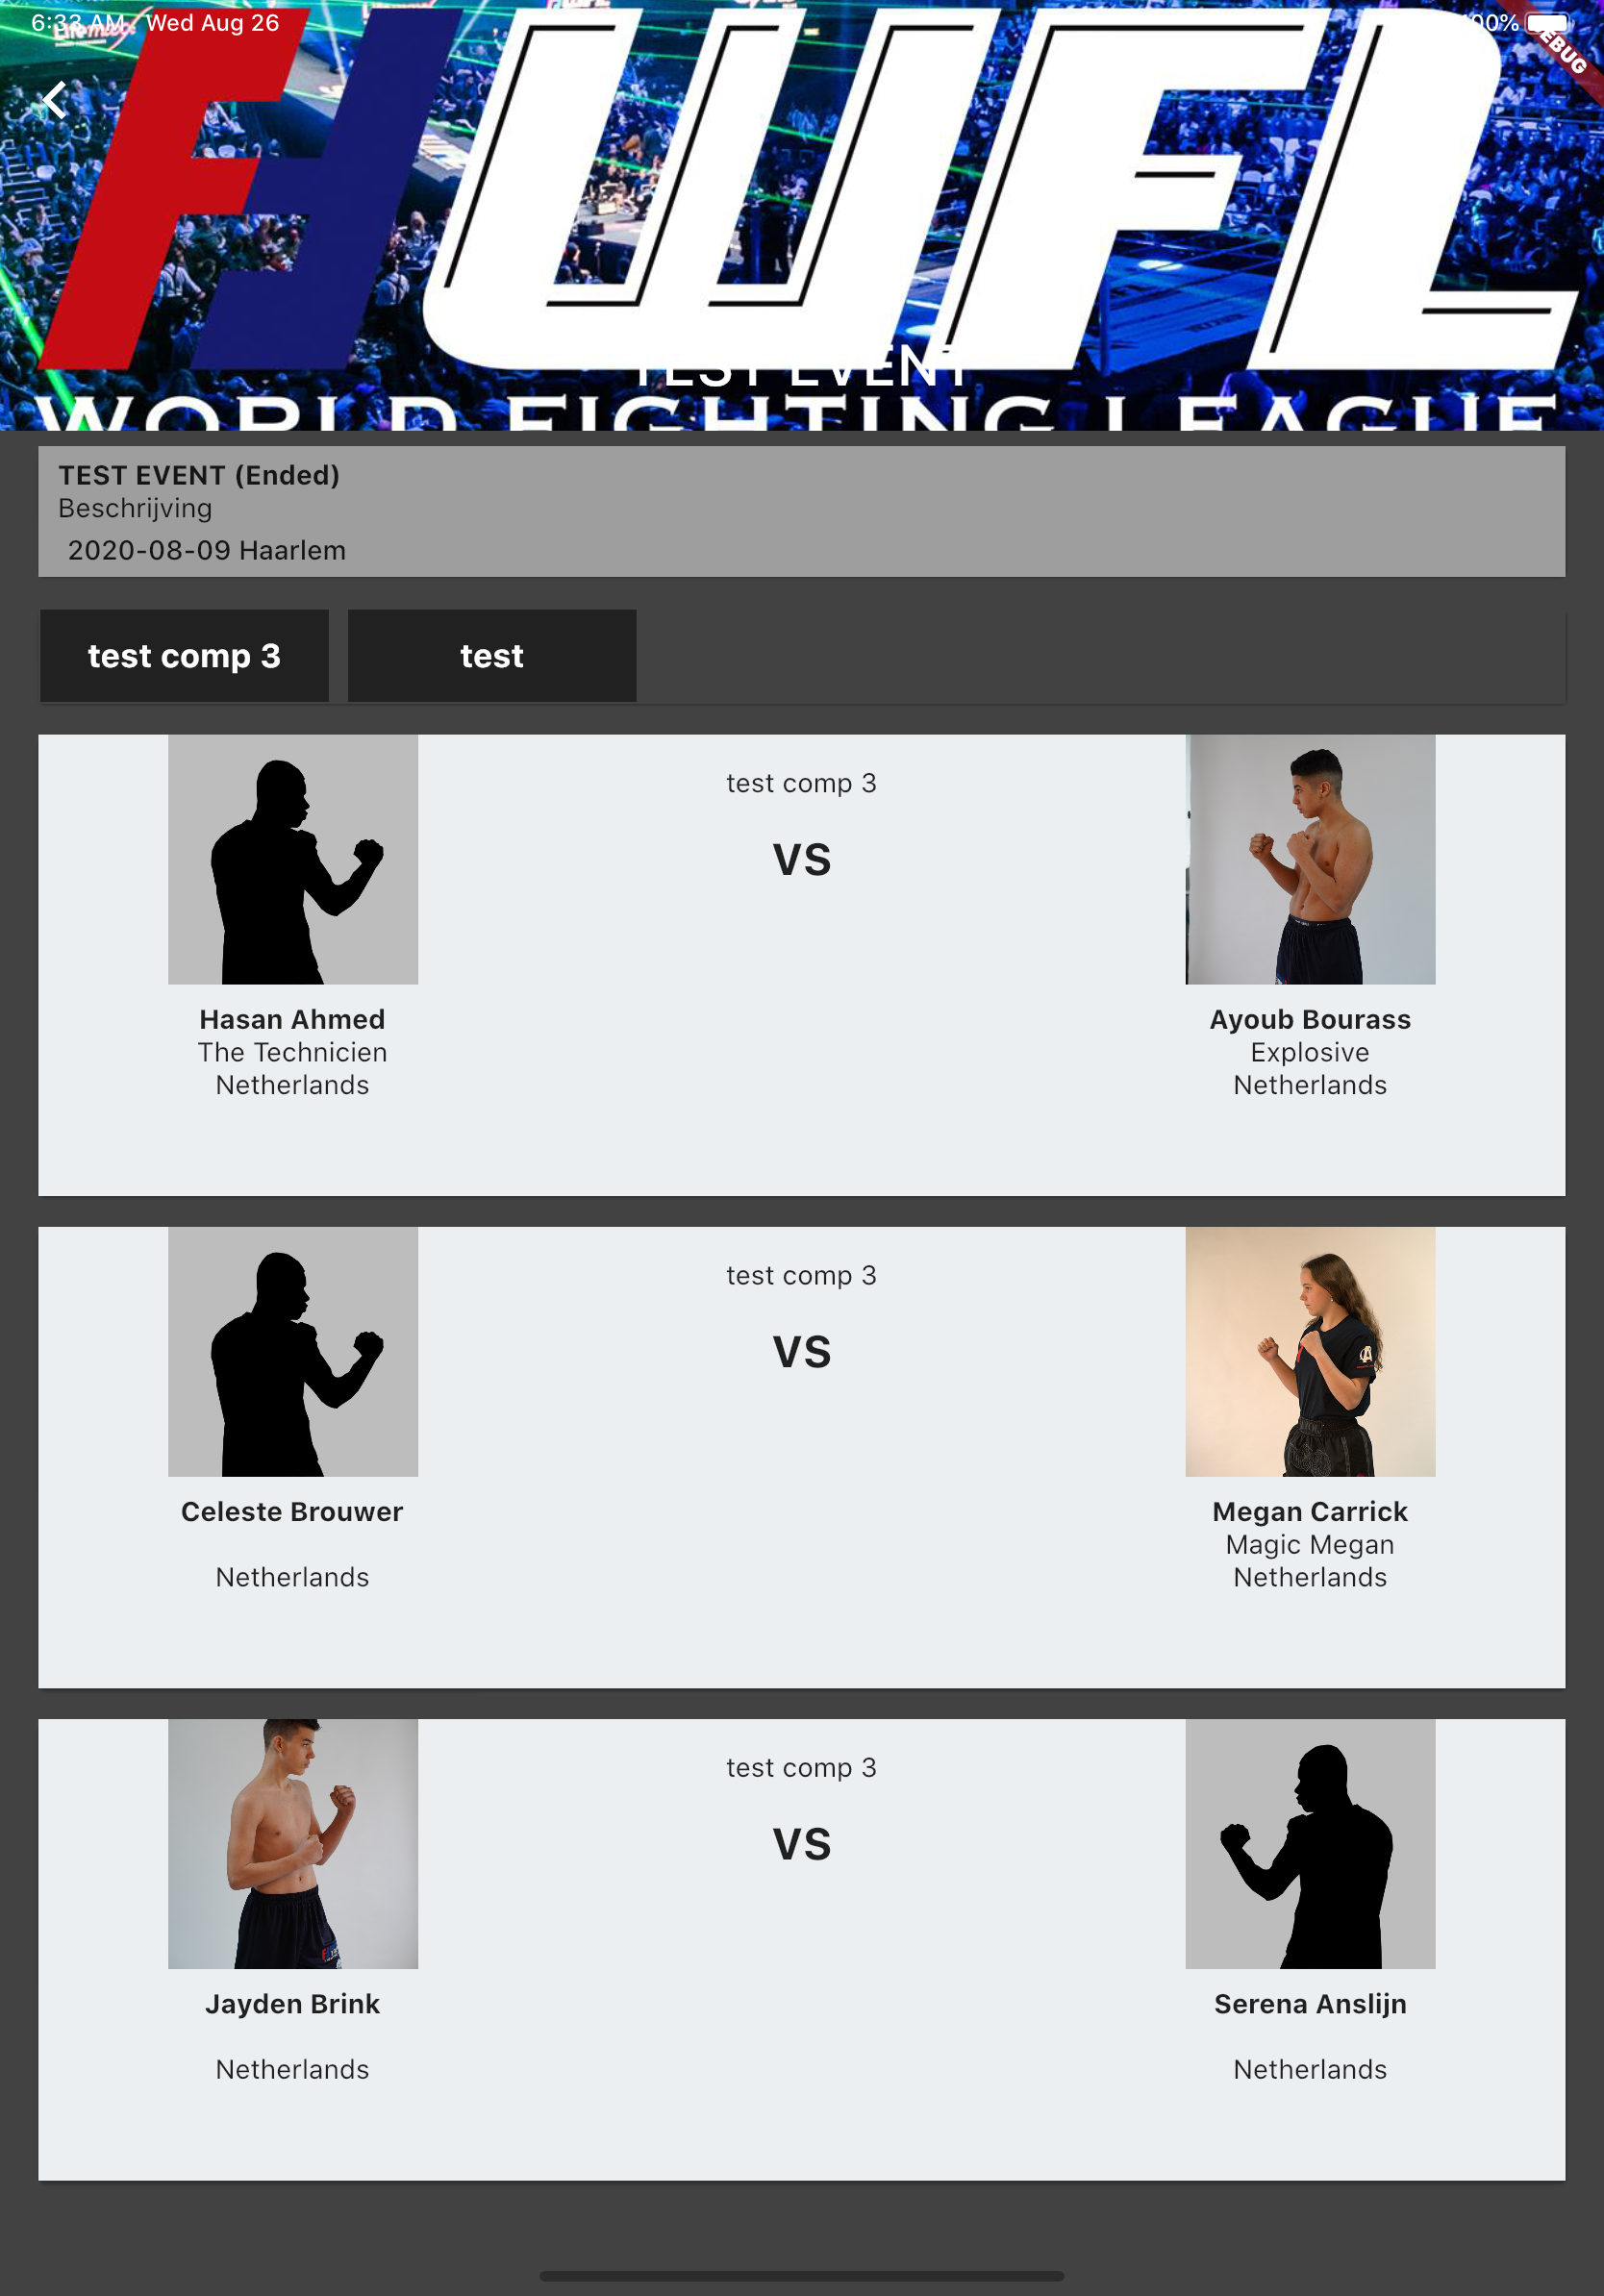 6:33 AM Wed Aug 26
00%
EBUG
HWFL
TEST EVENT
WORLD FIGHTING LEAGUE
TEST EVENT (Ended)
Beschrijving
2020-08-09 Haarlem
test comp 3 test
test comp 3
VS
Hasan Ahmed Ayoub Bourass
The Technicien Explosive
Netherlands Netherlands
test comp 3
VS
Celeste Brouwer Megan Carrick
Magic Megan
Netherlands Netherlands
test comp 3
VS
Jayden Brink Serena Anslijn
Netherlands Netherlands